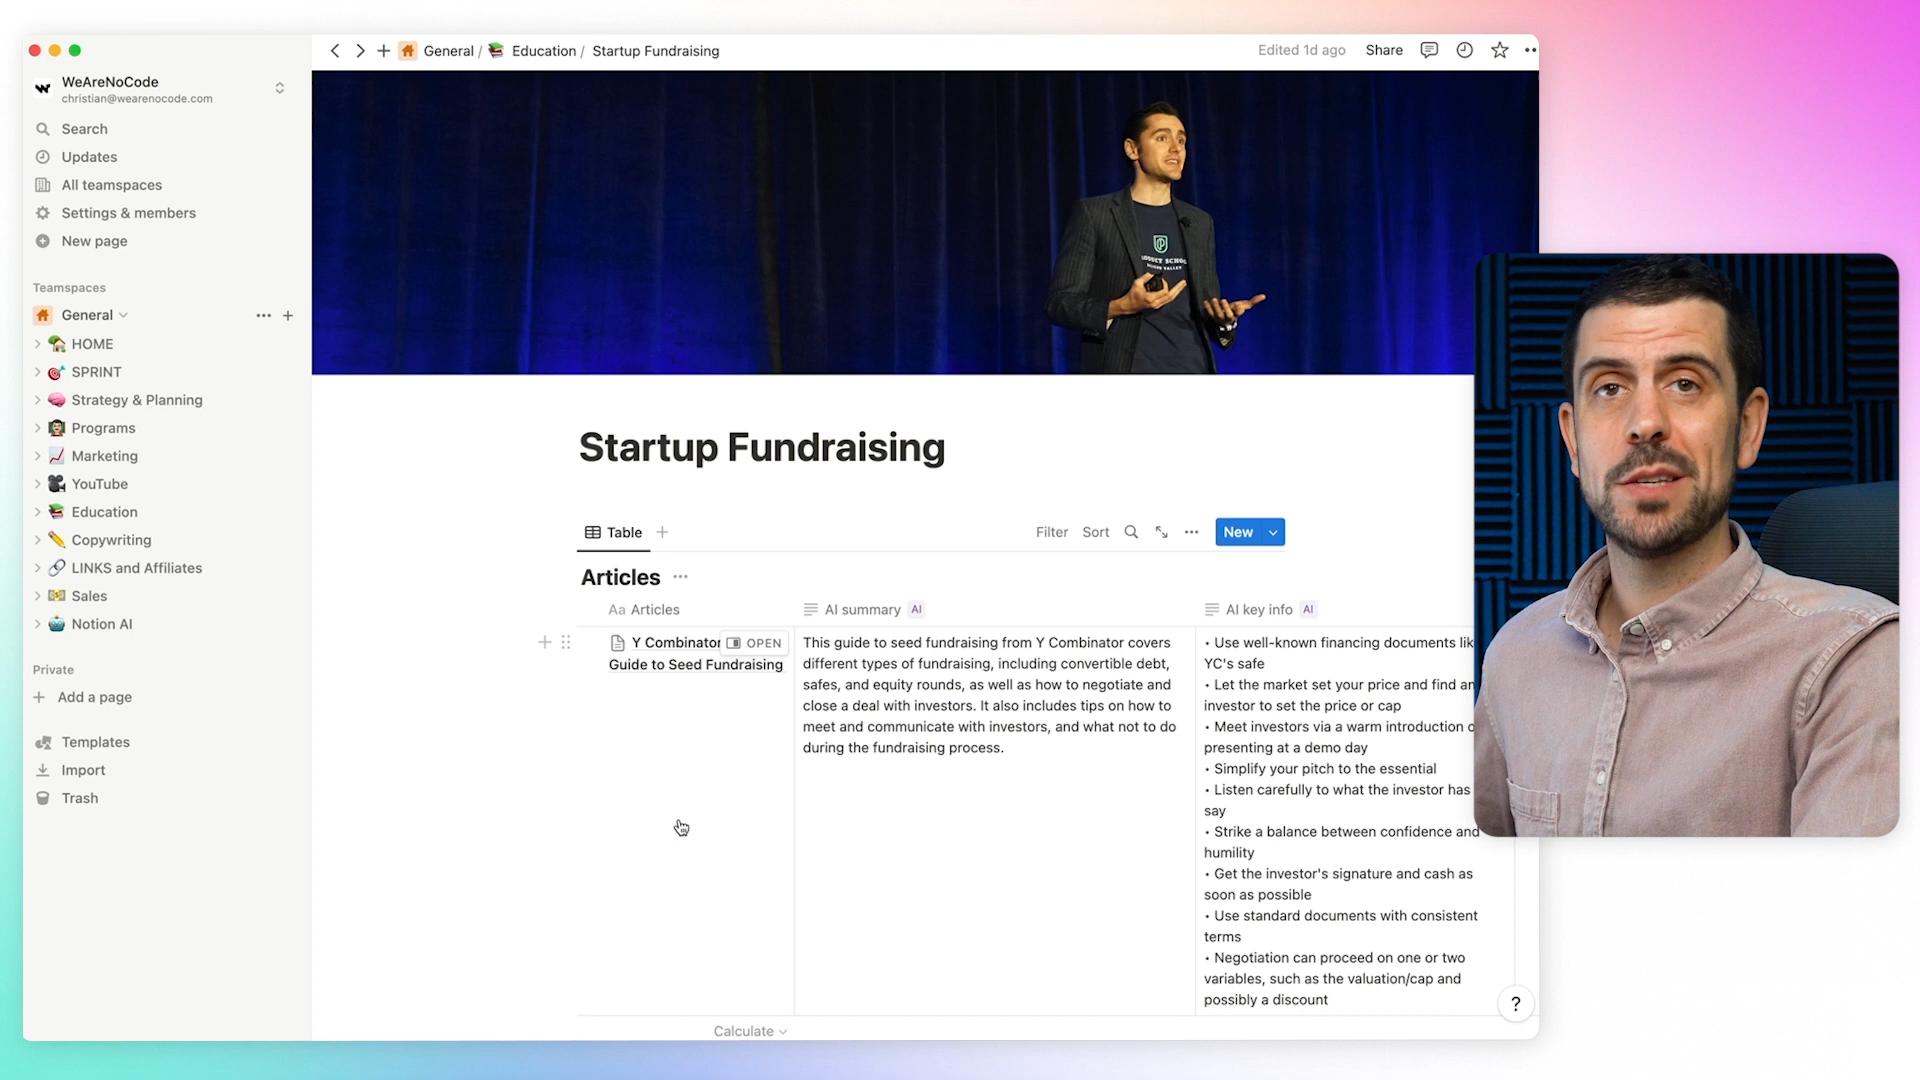 General / Education / Startup Fundraising
Edited 1d ago Share
WeAreNoCode
christian@wearenocode.com
Search
Updates
All teamspaces
Settings & members
New page
Teamspaces
General
HOME
SPRINT
Strategy & Planning
Programs
Marketing
YouTube
Education
Copywriting
LINKS and Affiliates
Sales
Notion AI
Private
Add a page
Templates
Import
Trash
Startup Fundraising
Table
Filter Sort New
Articles
Aa Articles
AI summary AI
AI key info AI
Y Combinator OPEN
Guide to Seed Fundraising
This guide to seed fundraising from Y Combinator covers
different types of fundraising, including convertible debt,
safes, and equity rounds, as well as how to negotiate and
close a deal with investors. It also includes tips on how to
meet and communicate with investors, and what not to do
during the fundraising process.
• Use well-known financing documents lik
YC's safe
• Let the market set your price and find an
investor to set the price or cap
• Meet investors via a warm introduction o
presenting at a demo day
• Simplify your pitch to the essential
• Listen carefully to what the investor has
say
• Strike a balance between confidence and
humility
• Get the investor's signature and cash as
soon as possible
• Use standard documents with consistent
terms
• Negotiation can proceed on one or two
variables, such as the valuation/cap and
possibly a discount
Calculate
?